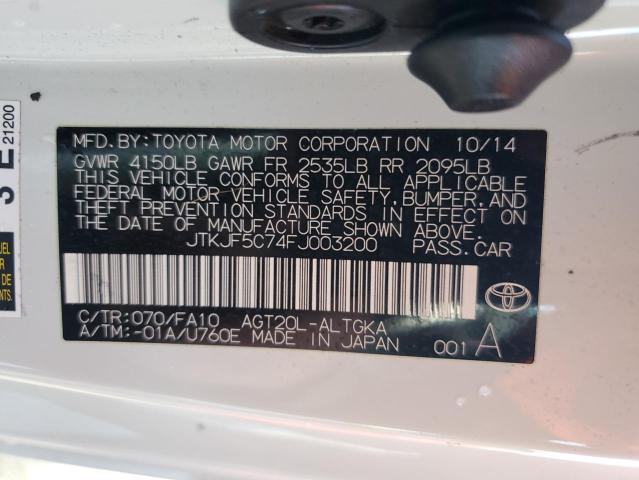 MFD. BY:TOYOTA MOTOR CORPORATION 10/14
GVWR 4150LB GAWR FR 2535LB RR 2095LB
THIS VEHICLE CONFORMS TO ALL APPLICABLE
FEDERAL MOTOR VEHICLE SAFETY, BUMPER, AND
THEFT PREVENTION STANDARDS IN EFFECT ON
THE DATE OF MANUFACTURE SHOWN ABOVE.
JTKJF5C74FJ003200 PASS.CAR
C/TR:070/FA10 AGT20L-ALTGKA
A/TM:-01A/U760E MADE IN JAPAN
001 A
21200